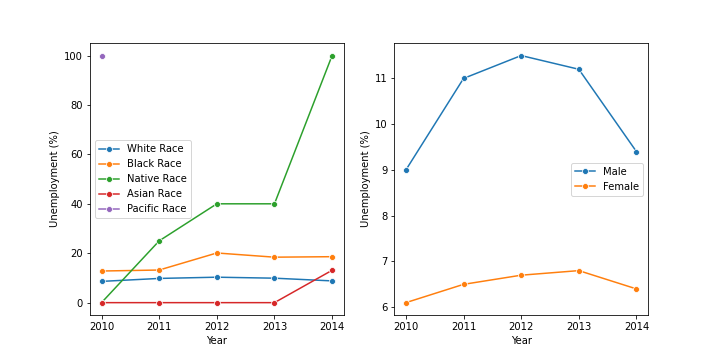 100
80
60
40
20
0
Unemployment (%)
White Race
Black Race
Native Race
Asian Race
Pacific Race
2010 2011 2012 2013 2014
Year
11
10
9
8
7
6
Unemployment (%)
Male
Female
2010 2011 2012 2013 2014
Year